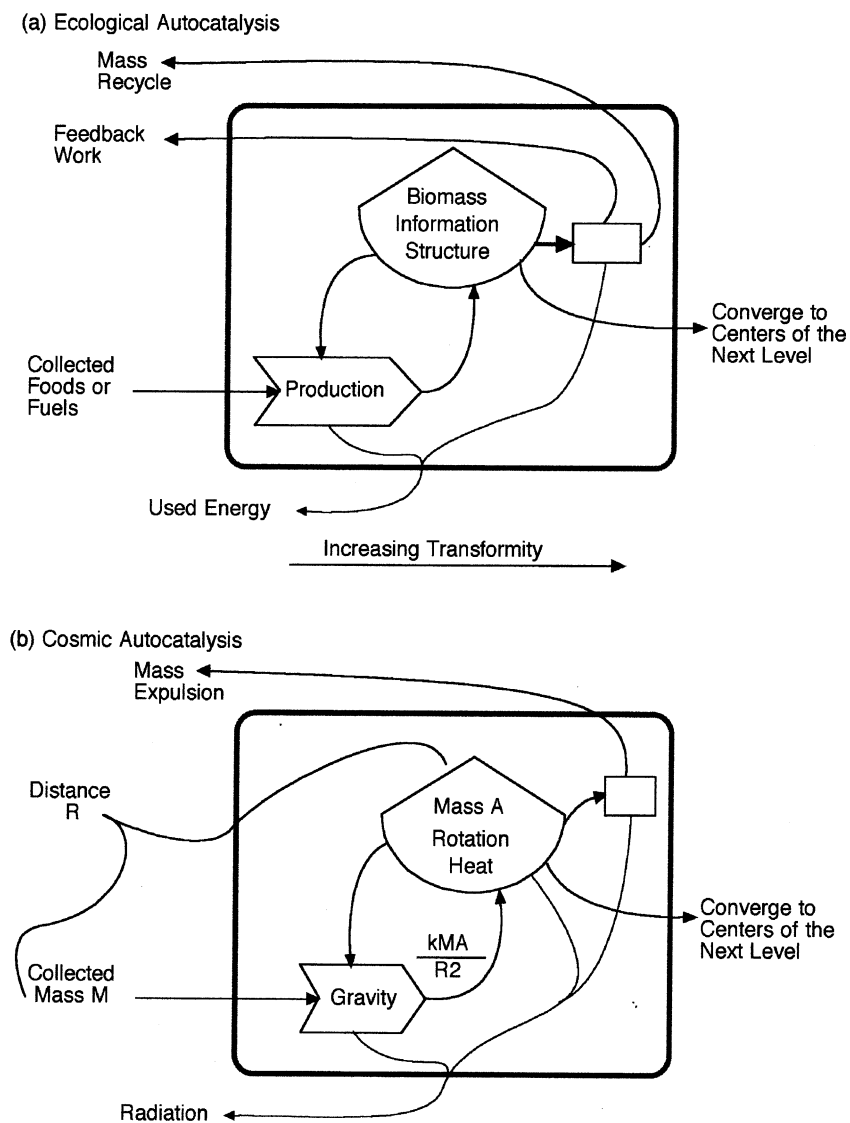 (a) Ecological Autocatalysis
Mass
Recycle
Feedback
Work
Biomass
Information
Structure
Converge to
Centers of the
Next Level
Collected
Foods or
Fuels
Production
Used Energy
Increasing Transformity
(b) Cosmic Autocatalysis
Mass
Expulsion
Distance
R
Mass A
Rotation
Heat
Converge to
Centers of the
Next Level
kMA
R2
Collected
Mass M
Gravity
Radiation